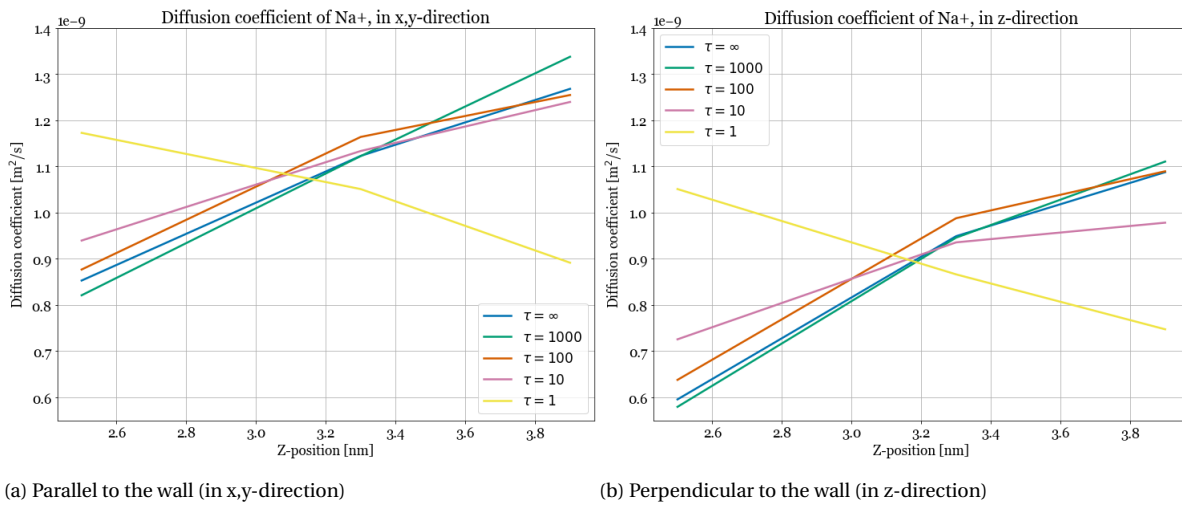 Diffusion coefficient of Na+, in x,y-direction
1e−9
1.4
1.3
1.2
1.1
1.0
0.9
0.8
0.7
0.6
Diffusion coefficient [m²/s]
2.6 2.8 3.0 3.2 3.4 3.6 3.8
Z-position [nm]
τ = ∞
τ = 1000
τ = 100
τ = 10
τ = 1
(a) Parallel to the wall (in x,y-direction)
Diffusion coefficient of Na+, in z-direction
1e−9
1.4
1.3
1.2
1.1
1.0
0.9
0.8
0.7
0.6
Diffusion coefficient [m²/s]
τ = ∞
τ = 1000
τ = 100
τ = 10
τ = 1
2.6 2.8 3.0 3.2 3.4 3.6 3.8
Z-position [nm]
(b) Perpendicular to the wall (in z-direction)